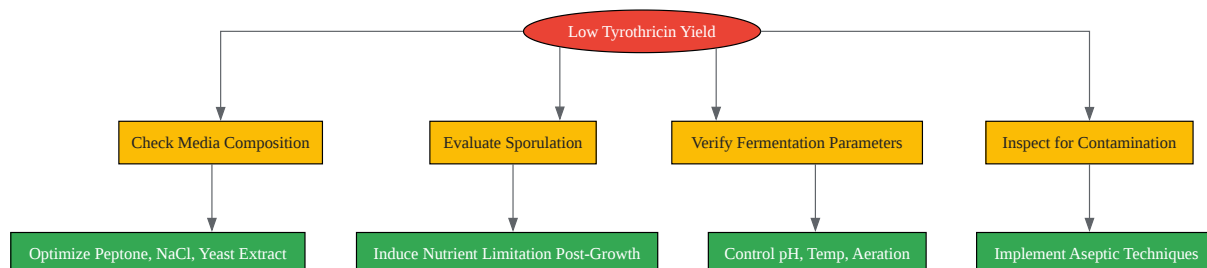 Low Tyrothricin Yield
Check Media Composition
Evaluate Sporulation
Verify Fermentation Parameters
Inspect for Contamination
Optimize Peptone, NaCl, Yeast Extract
Induce Nutrient Limitation Post-Growth
Control pH, Temp, Aeration
Implement Aseptic Techniques